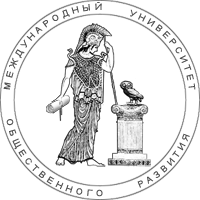 МЕЖДУНАРОДНЫЙ УНИВЕРСИТЕТ
ОБЩЕСТВЕННОГО РАЗВИТИЯ